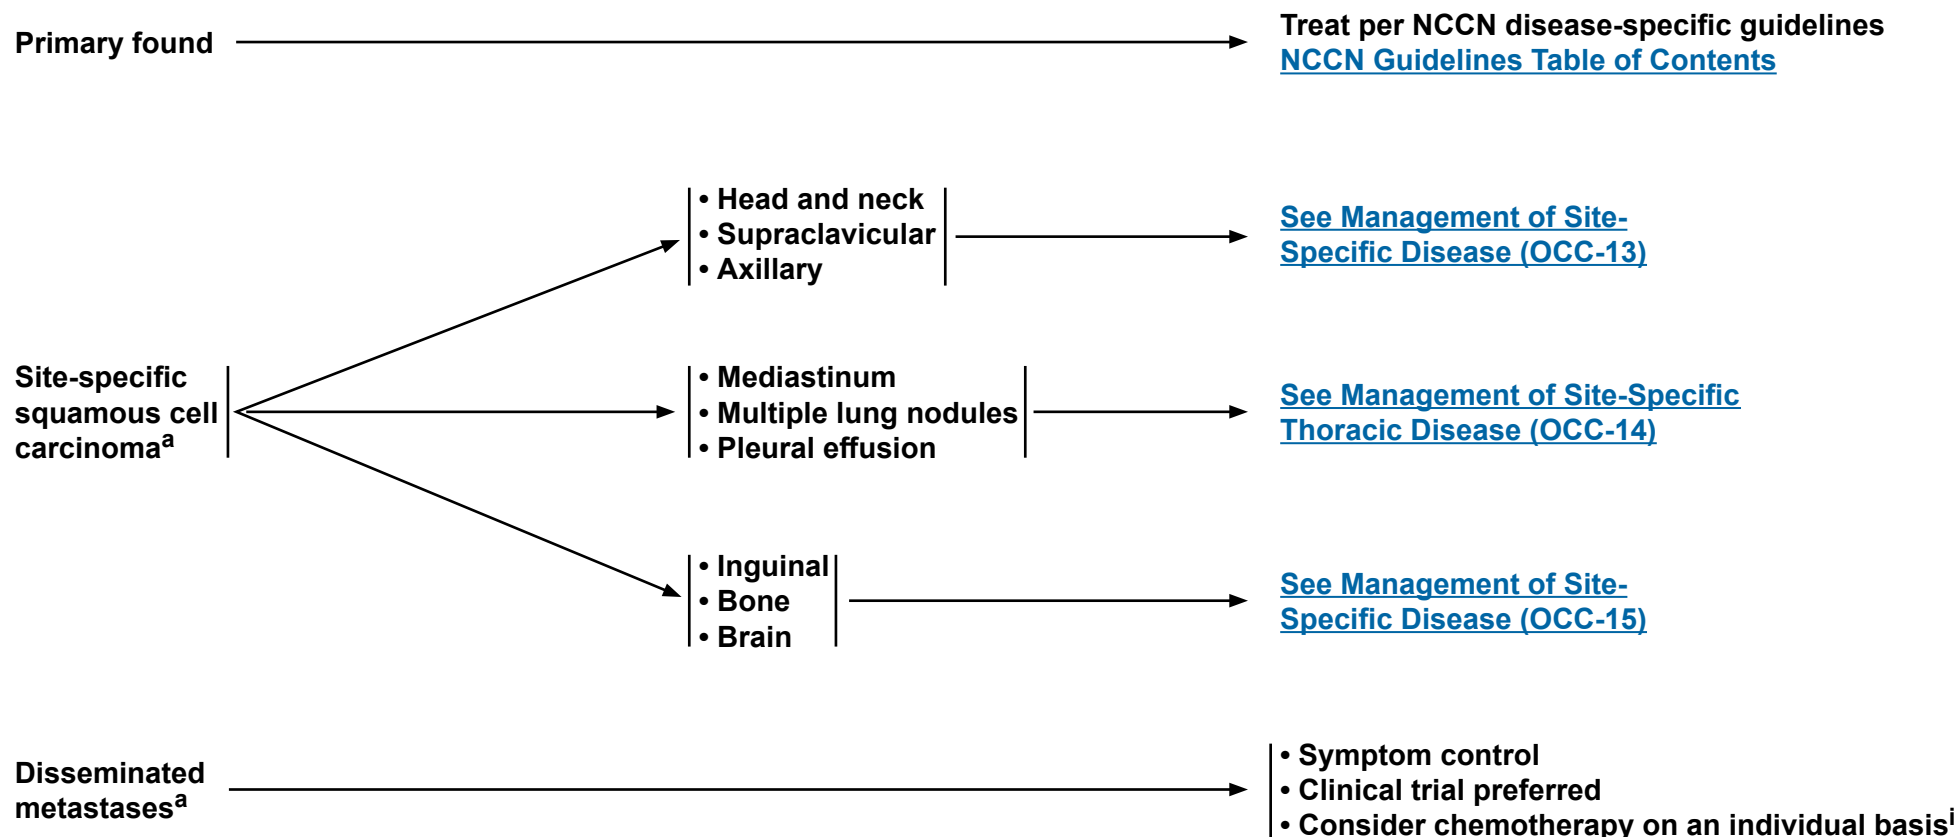 Primary found
Treat per NCCN disease-specific guidelines
NCCN Guidelines Table of Contents
• Head and neck
• Supraclavicular
• Axillary
See Management of Site-
Specific Disease (OCC-13)
Site-specific
squamous cell
carcinomaa
• Mediastinum
• Multiple lung nodules
• Pleural effusion
See Management of Site-Specific
Thoracic Disease (OCC-14)
• Inguinal
• Bone
• Brain
See Management of Site-
Specific Disease (OCC-15)
Disseminated
metastasesa
• Symptom control
• Clinical trial preferred
• Consider chemotherapy on an individual basisj